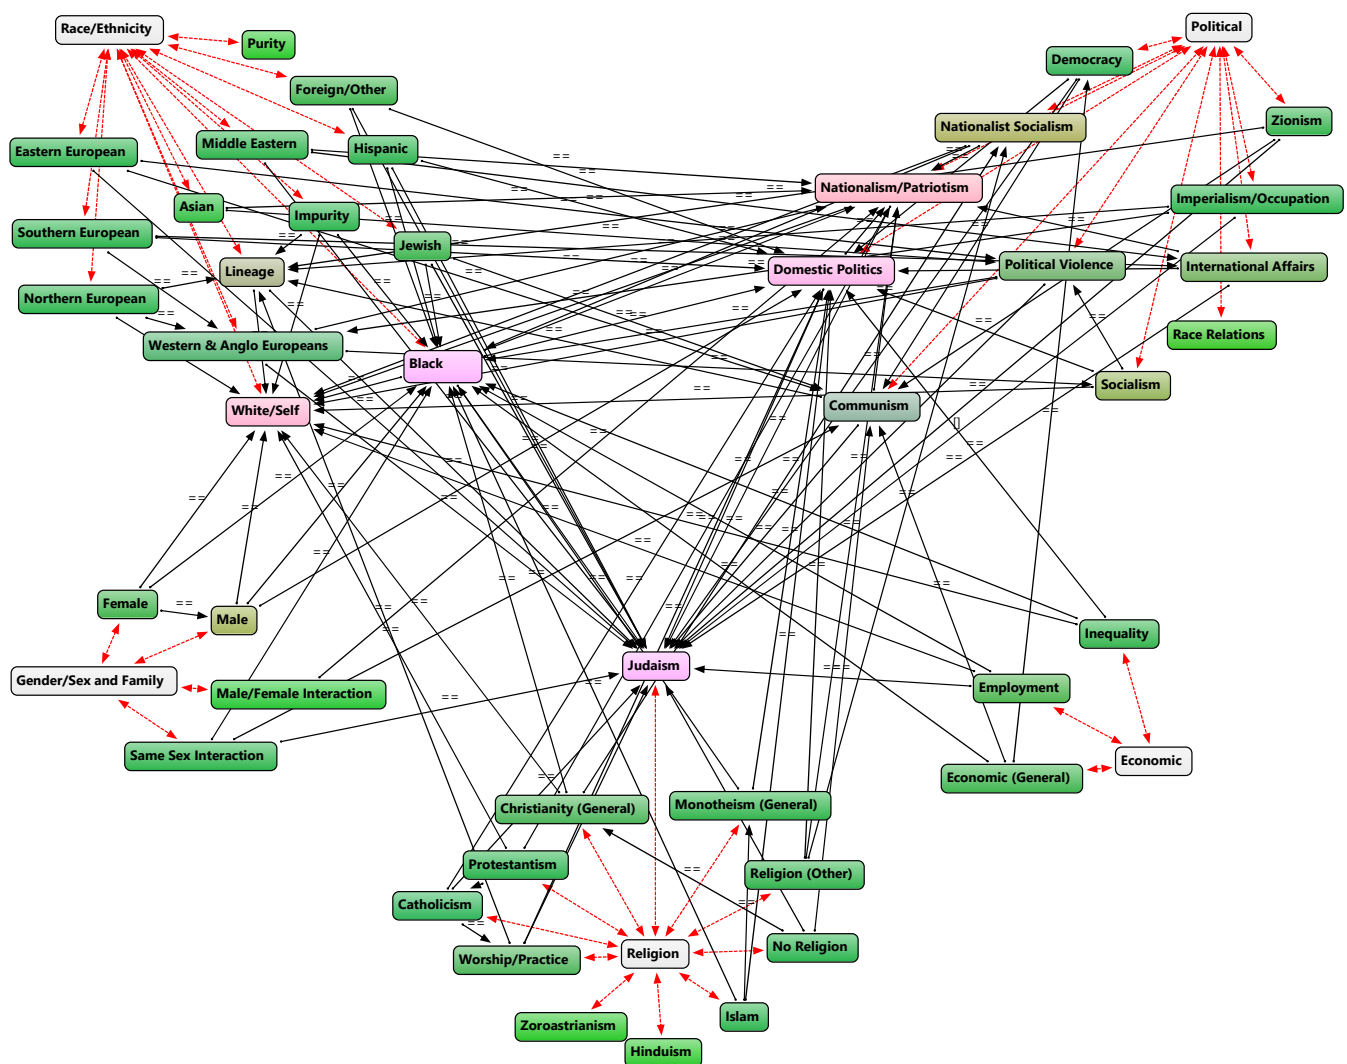 Race/Ethnicity
Political
Purity
Democracy
Foreign/Other
Zionism
Nationalist Socialism
Middle Eastern
Hispanic
Eastern European
Nationalism/Patriotism
Imperialism/Occupation
Asian
Impurity
Southern European
Jewish
Lineage
Domestic Politics
Political Violence
International Affairs
Northern European
Race Relations
Western & Anglo Europeans
Black
Socialism
White/Self
Communism
Female
Male
Inequality
Judaism
Gender/Sex and Family
Male/Female Interaction
Employment
Same Sex Interaction
Economic
Economic (General)
Christianity (General)
Monotheism (General)
Protestantism
Religion (Other)
Catholicism
No Religion
Worship/Practice
Religion
Islam
Zoroastrianism
Hinduism